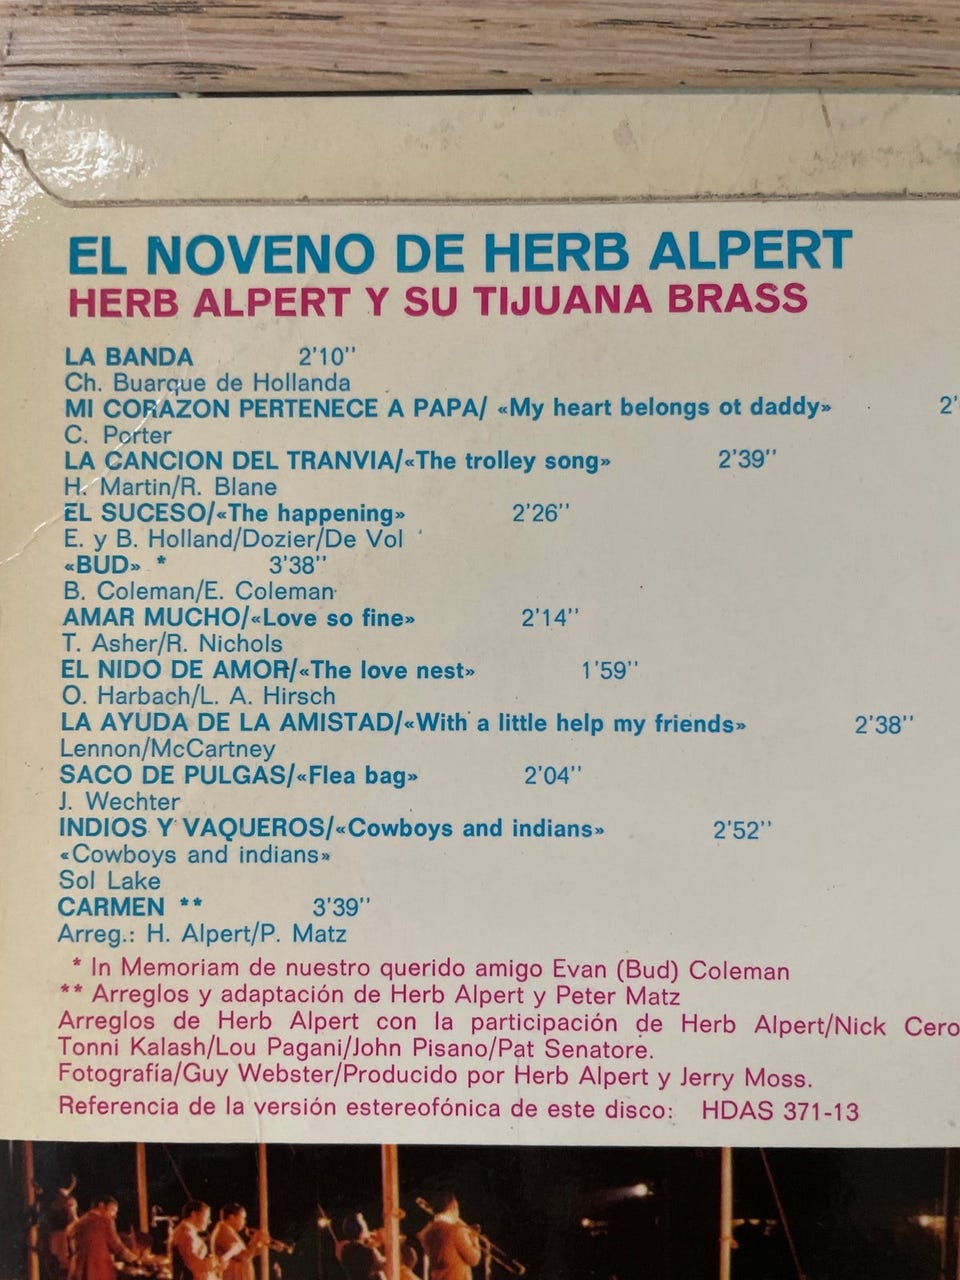 EL NOVENO DE HERB ALPERT
HERB ALPERT Y SU TIJUANA BRASS
LA BANDA 2'10''
Ch. Buarque de Hollanda
MI CORAZON PERTENECE A PAPA/ «My heart belongs ot daddy» 2'
C. Porter
LA CANCION DEL TRANVIA/«The trolley song» 2'39''
H. Martin/R. Blane
EL SUCESO/«The happening» 2'26''
E. y B. Holland/Dozier/De Vol
«BUD» * 3'38''
B. Coleman/E. Coleman
AMAR MUCHO/«Love so fine» 2'14''
T. Asher/R. Nichols
EL NIDO DE AMOR/«The love nest» 1'59''
O. Harbach/L. A. Hirsch
LA AYUDA DE LA AMISTAD/«With a little help my friends» 2'38''
Lennon/McCartney
SACO DE PULGAS/«Flea bag» 2'04''
J. Wechter
INDIOS Y VAQUEROS/«Cowboys and indians» 2'52''
«Cowboys and indians»
Sol Lake
CARMEN ** 3'39''
Arreg.: H. Alpert/P. Matz
* In Memoriam de nuestro querido amigo Evan (Bud) Coleman
** Arreglos y adaptación de Herb Alpert y Peter Matz
Arreglos de Herb Alpert con la participación de Herb Alpert/Nick Cero
Tonni Kalash/Lou Pagani/John Pisano/Pat Senatore.
Fotografía/Guy Webster/Producido por Herb Alpert y Jerry Moss.
Referencia de la versión estereofónica de este disco: HDAS 371-13